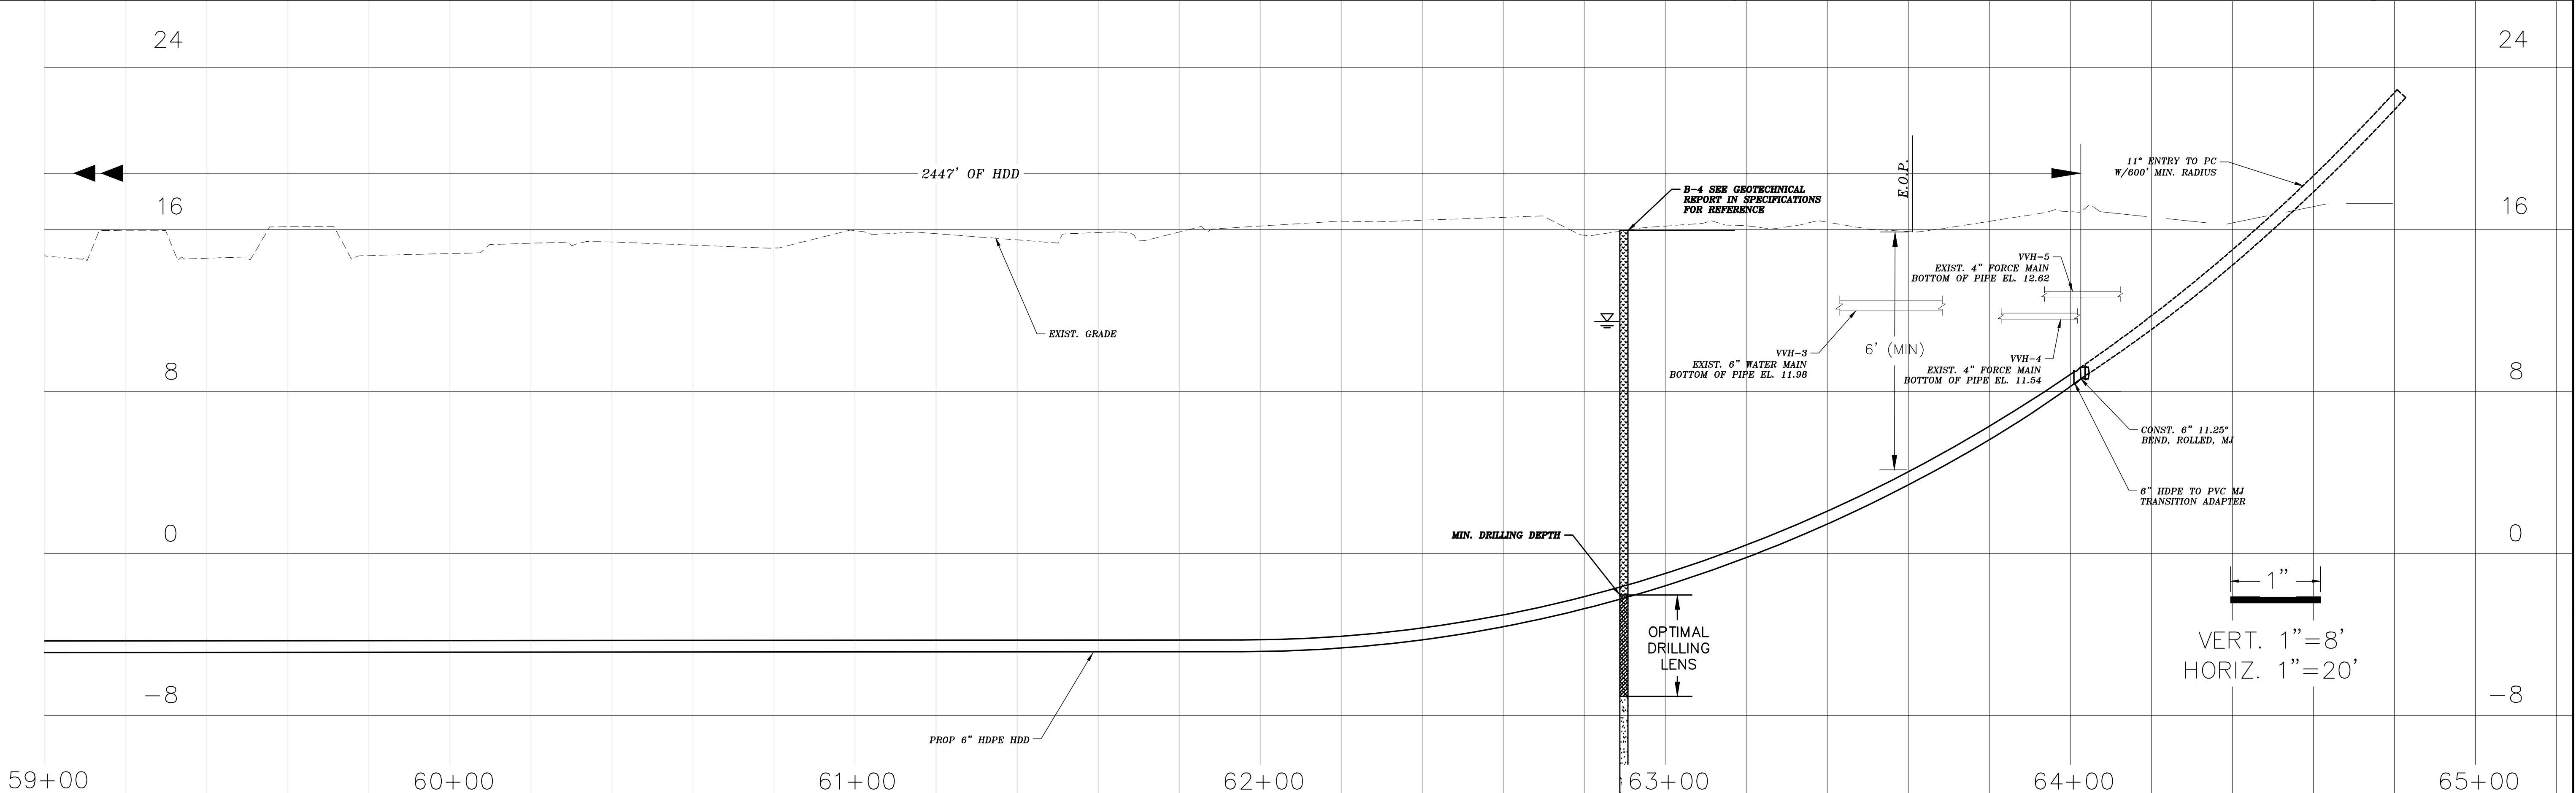 24
24
2447' OF HDD
E.O.P.
11° ENTRY TO PC
W/600' MIN. RADIUS
B-4 SEE GEOTECHNICAL
REPORT IN SPECIFICATIONS
FOR REFERENCE
16
16
VVH-5
EXIST. 4" FORCE MAIN
BOTTOM OF PIPE EL. 12.62
EXIST. GRADE
6' (MIN)
VVH-3
EXIST. 6" WATER MAIN
BOTTOM OF PIPE EL. 11.98
VVH-4
EXIST. 4" FORCE MAIN
BOTTOM OF PIPE EL. 11.54
8
8
CONST. 6" 11.25°
BEND, ROLLED, MJ
6" HDPE TO PVC MJ
TRANSITION ADAPTER
0
MIN. DRILLING DEPTH
0
1"
OPTIMAL
DRILLING
LENS
VERT. 1"=8'
HORIZ. 1"=20'
-8
-8
PROP 6" HDPE HDD
59+00
60+00
61+00
62+00
63+00
64+00
65+00